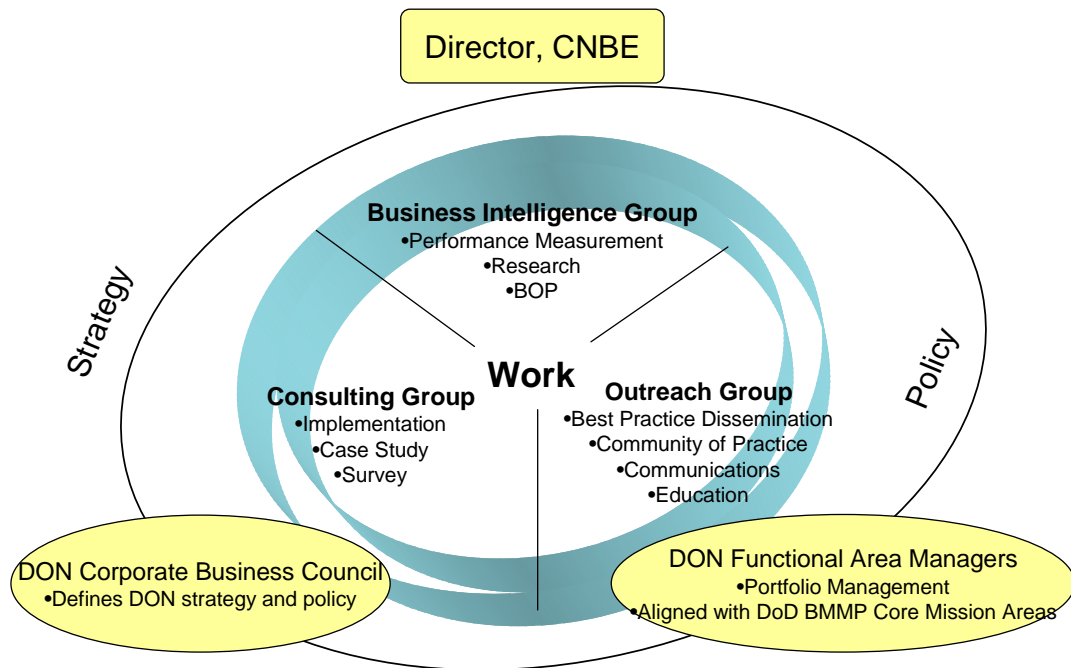 Director, CNBE
Strategy
Policy
Business Intelligence Group
•Performance Measurement
•Research
•BOP
Work
Consulting Group
•Implementation
•Case Study
•Survey
Outreach Group
•Best Practice Dissemination
•Community of Practice
•Communications
•Education
DON Corporate Business Council
•Defines DON strategy and policy
DON Functional Area Managers
•Portfolio Management
•Aligned with DoD BMMP Core Mission Areas